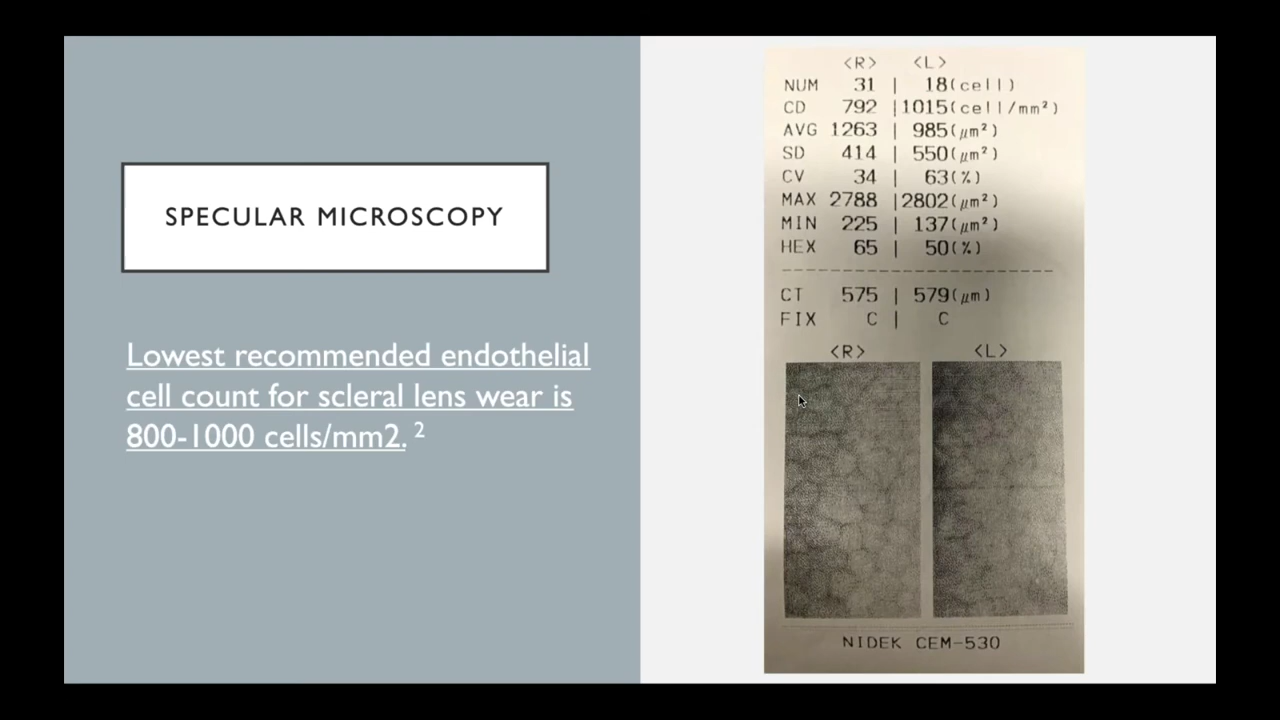 SPECULAR MICROSCOPY
Lowest recommended endothelial
cell count for scleral lens wear is
800-1000 cells/mm2. 2
<R> <L>
NUM 31 | 18(cell)
CD 792 |1015(cell/mm²)
AVG 1263 | 985(μm²)
SD 414 | 550(μm²)
CV 34 | 63(%)
MAX 2788 |2802(μm²)
MIN 225 | 137(μm²)
HEX 65 | 50(%)
CT 575 | 579(μm)
FIX C | C
<R> <L>
NIDEK CEM-530